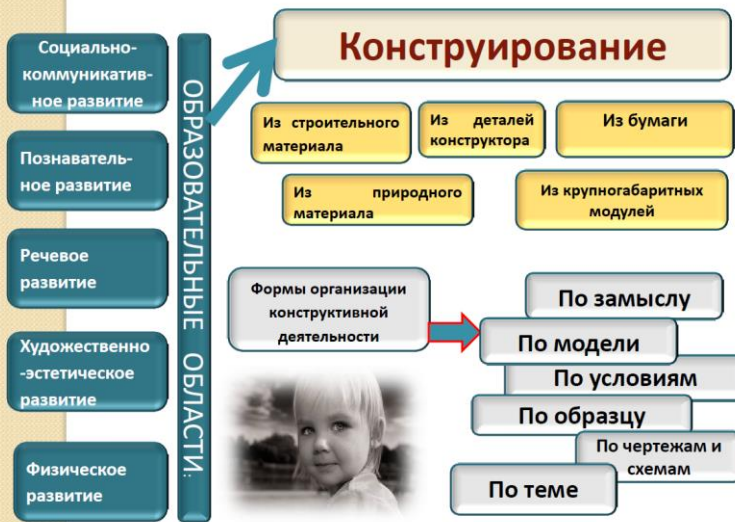 Социально-
коммуникатив-
ное развитие
Познаватель-
ное развитие
Речевое
развитие
Художественно
-эстетическое
развитие
Физическое
развитие
ОБРАЗОВАТЕЛЬНЫЕ ОБЛАСТИ:
Конструирование
Из строительного
материала
Из деталей
конструктора
Из бумаги
Из природного
материала
Из крупногабаритных
модулей
Формы организации
конструктивной
деятельности
По замыслу
По модели
По условиям
По образцу
По чертежам и
схемам
По теме